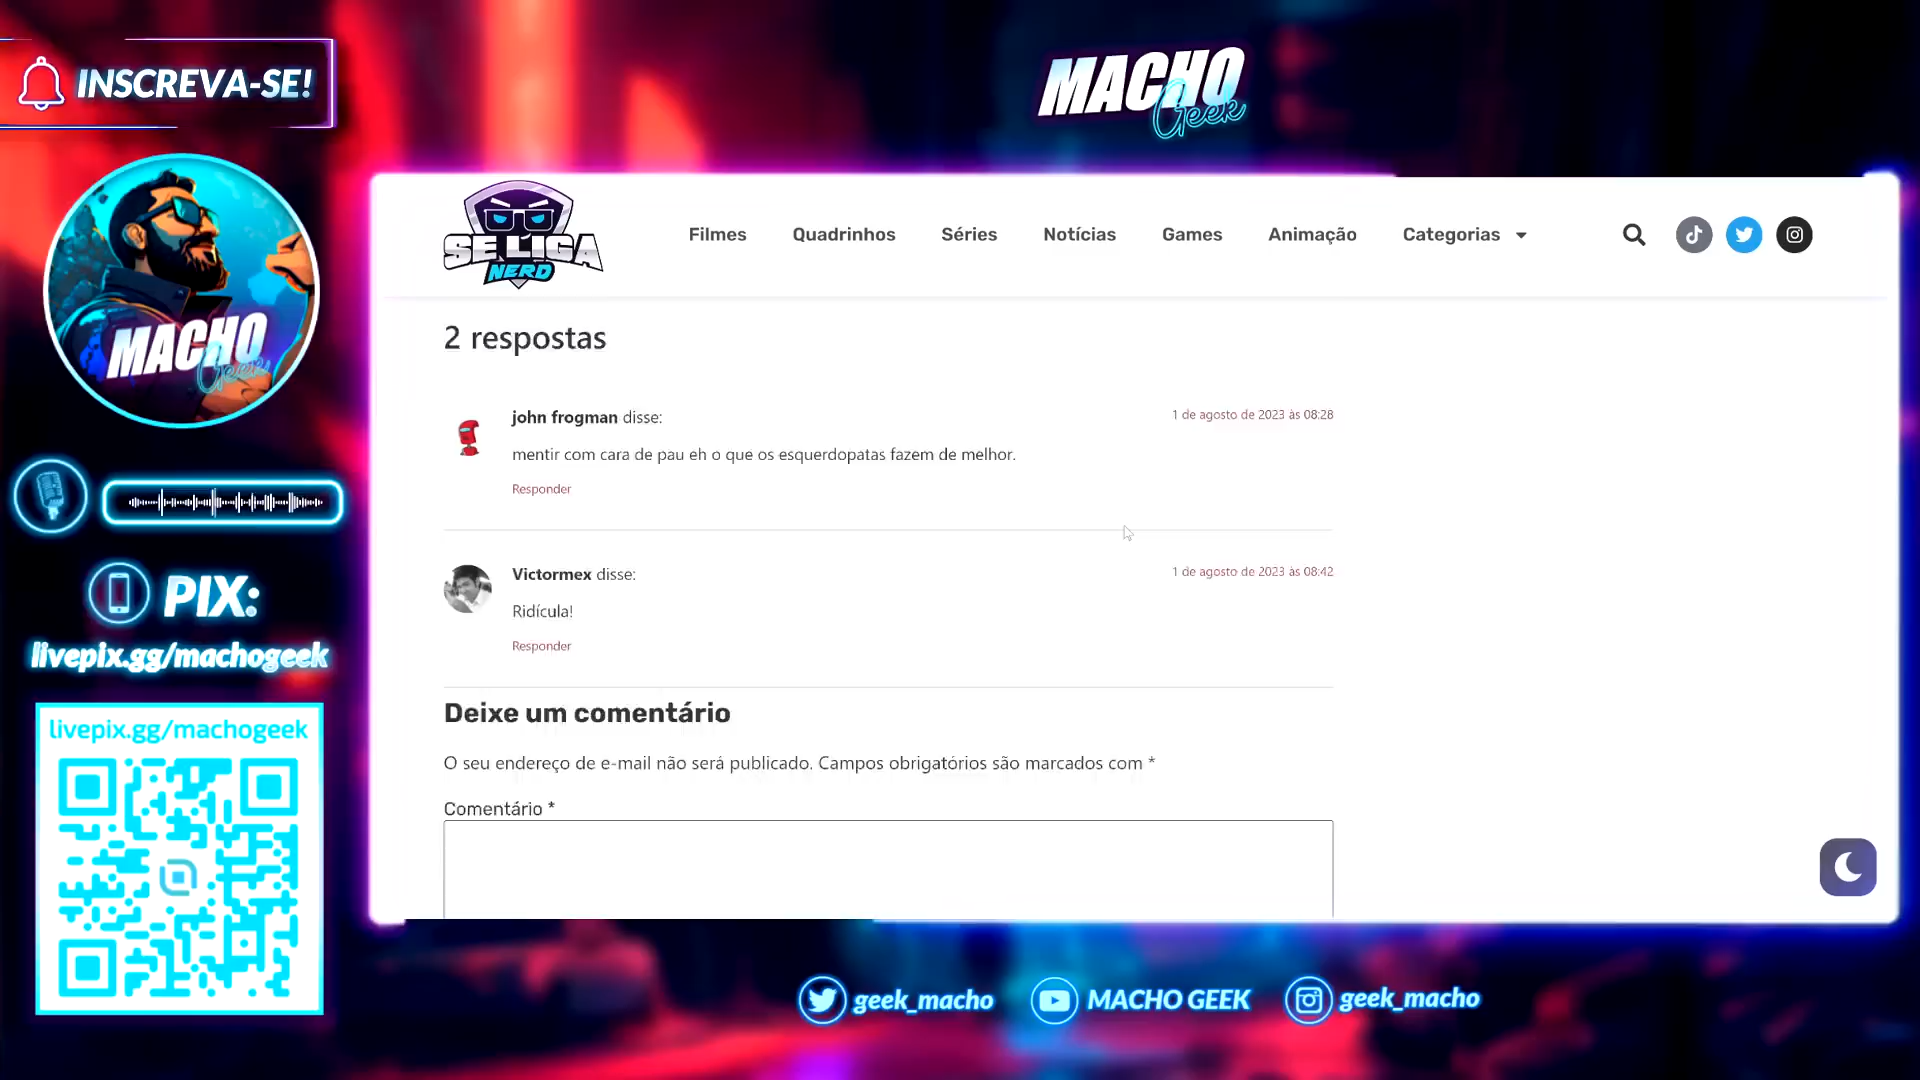 INSCREVA-SE!
MACHO
Geek
MACHO
Geek
PIX:
livepix.gg/machogeek
livepix.gg/machogeek
SE LIGA
NERD
Filmes
Quadrinhos
Séries
Notícias
Games
Animação
Categorias
2 respostas
john frogman disse:
1 de agosto de 2023 às 08:28
mentir com cara de pau eh o que os esquerdopatas fazem de melhor.
Responder
Victormex disse:
1 de agosto de 2023 às 08:42
Ridícula!
Responder
Deixe um comentário
O seu endereço de e-mail não será publicado. Campos obrigatórios são marcados com *
Comentário *
geek_macho
MACHO GEEK
geek_macho